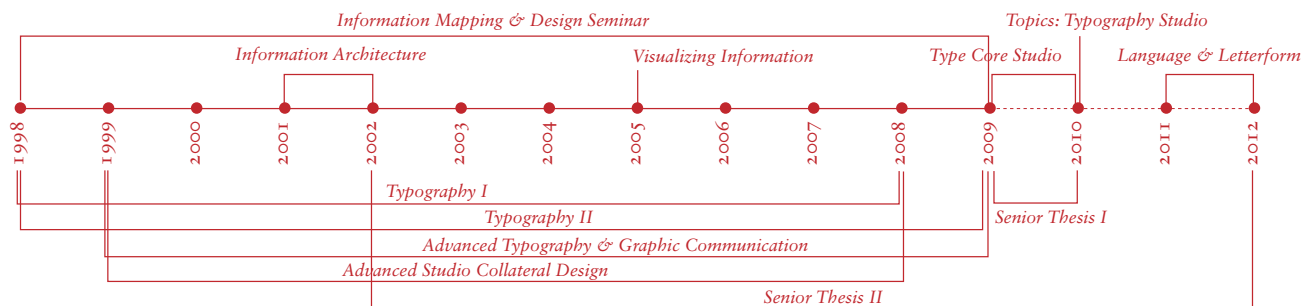 Information Mapping & Design Seminar
Topics: Typography Studio
Information Architecture
Visualizing Information
Type Core Studio
Language & Letterform
1998
1999
2000
2001
2002
2003
2004
2005
2006
2007
2008
2009
2010
2011
2012
Typography I
Typography II
Senior Thesis I
Advanced Typography & Graphic Communication
Advanced Studio Collateral Design
Senior Thesis II